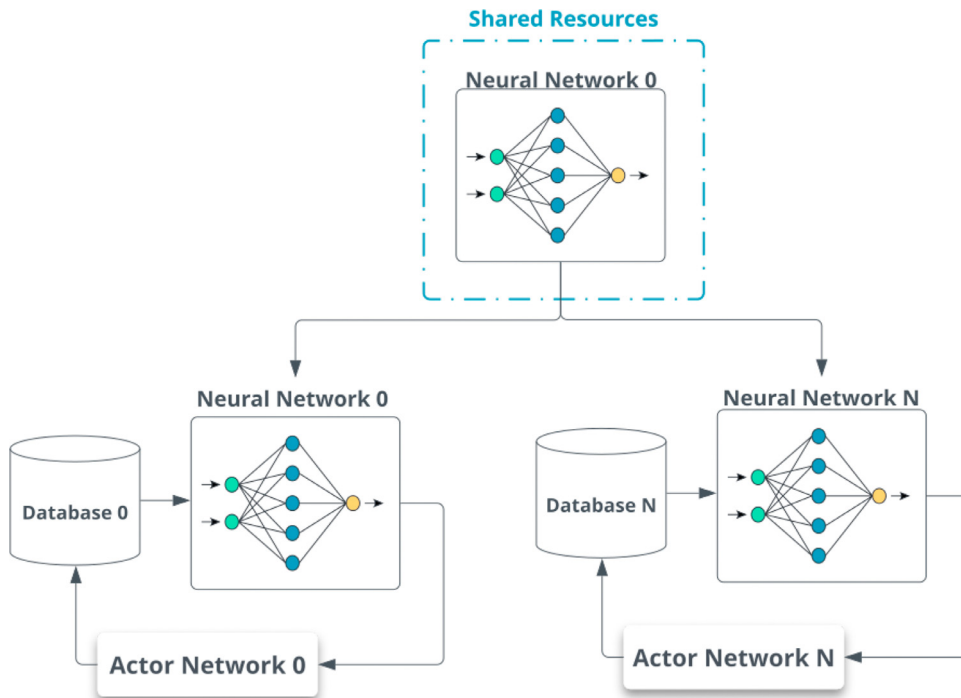 Shared Resources
Neural Network 0
Neural Network 0
Neural Network N
Database 0
Database N
Actor Network 0
Actor Network N